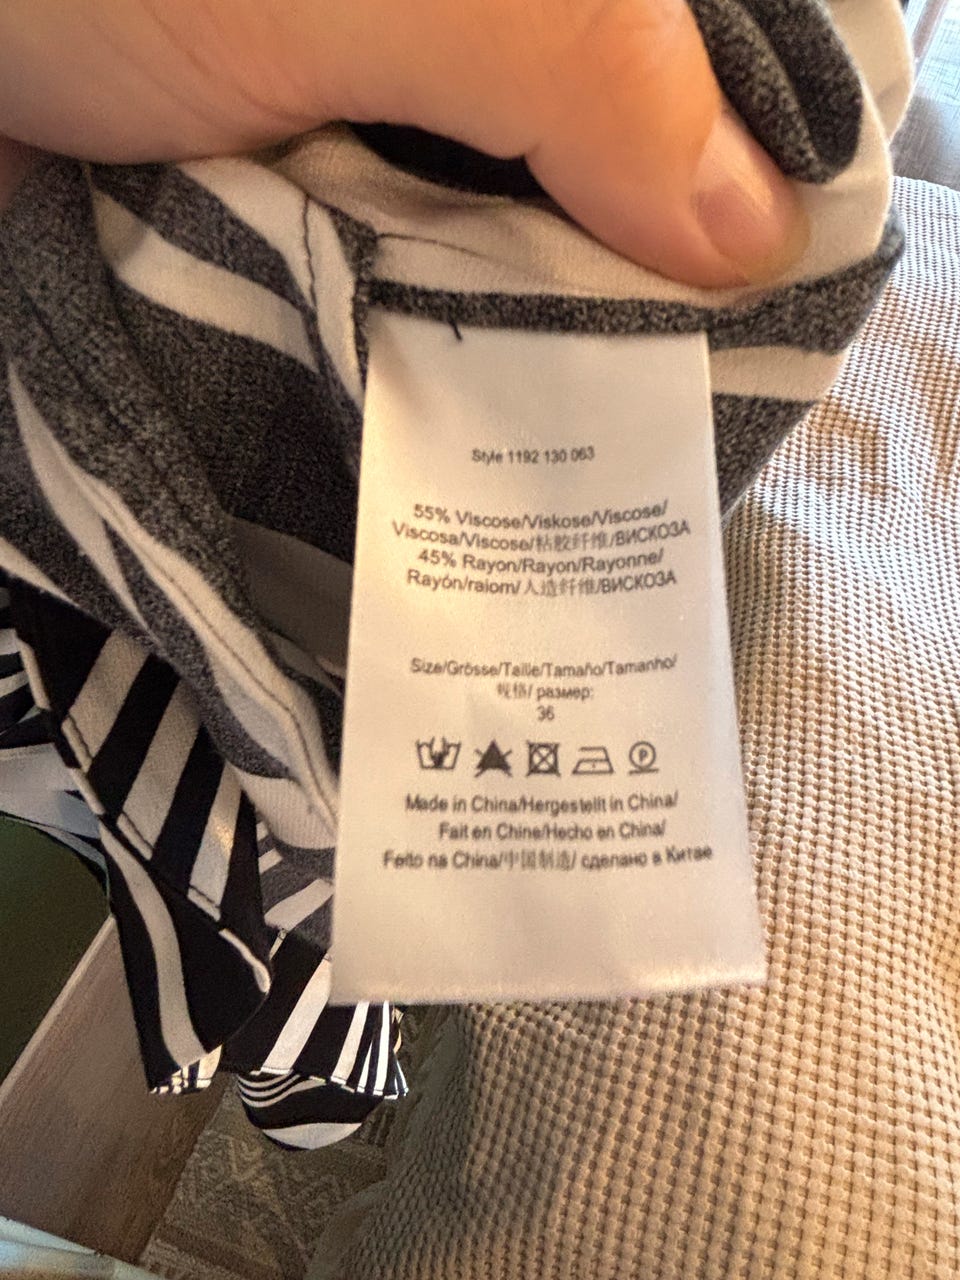 Style 1192 130 063
55% Viscose/Viskose/Viscose/
Viscosa/Viscose/粘胶纤维/ВИСКОЗА
45% Rayon/Rayon/Rayonne/
Rayón/raiom/人造纤维/ВИСКОЗА
Size/Grösse/Taille/Tamaño/Tamanho/
规格/ размер:
36
P
Made in China/Hergestellt in China/
Fait en Chine/Hecho en China/
Feito na China/中国制造/ сделано в Китае